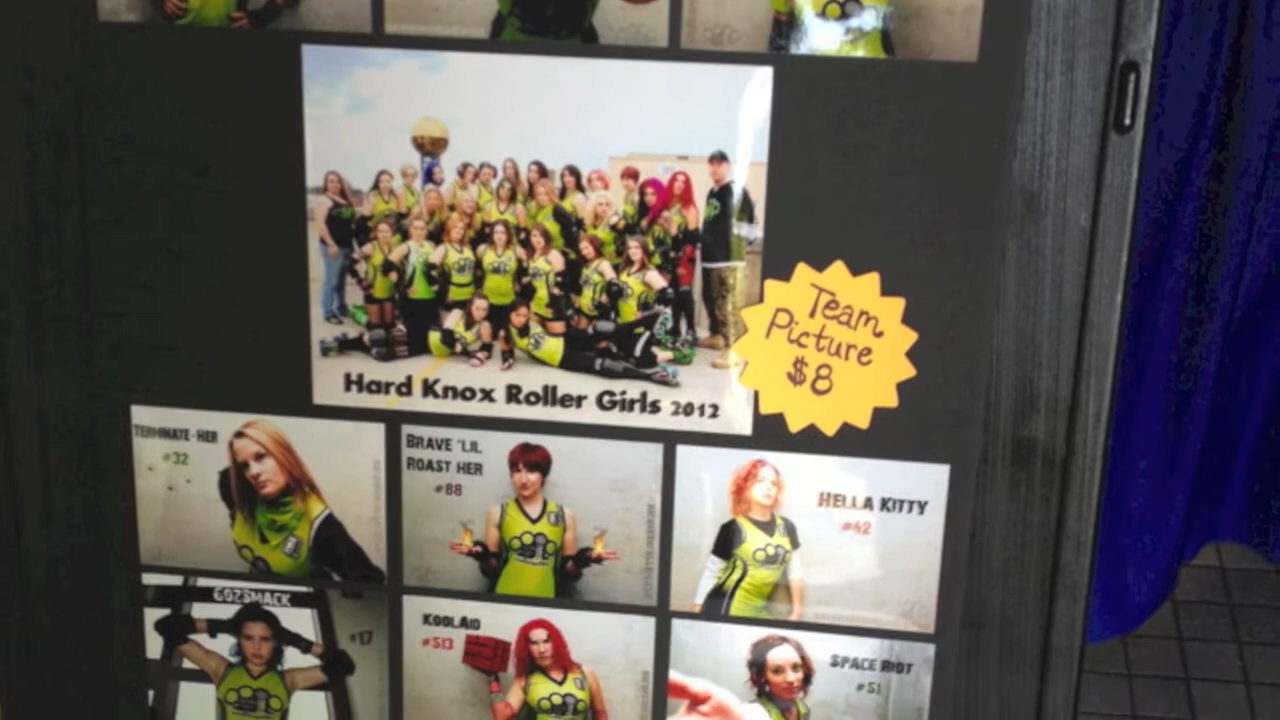 Team
Picture
$8
Hard Knox Roller Girls 2012
TERMINATE-HER
#32
BRAVE 'LIL
ROAST HER
#88
HELLA KITTY
#42
GOZSMACK
#17
KOOLAID
#513
SPACE RIOT
#51